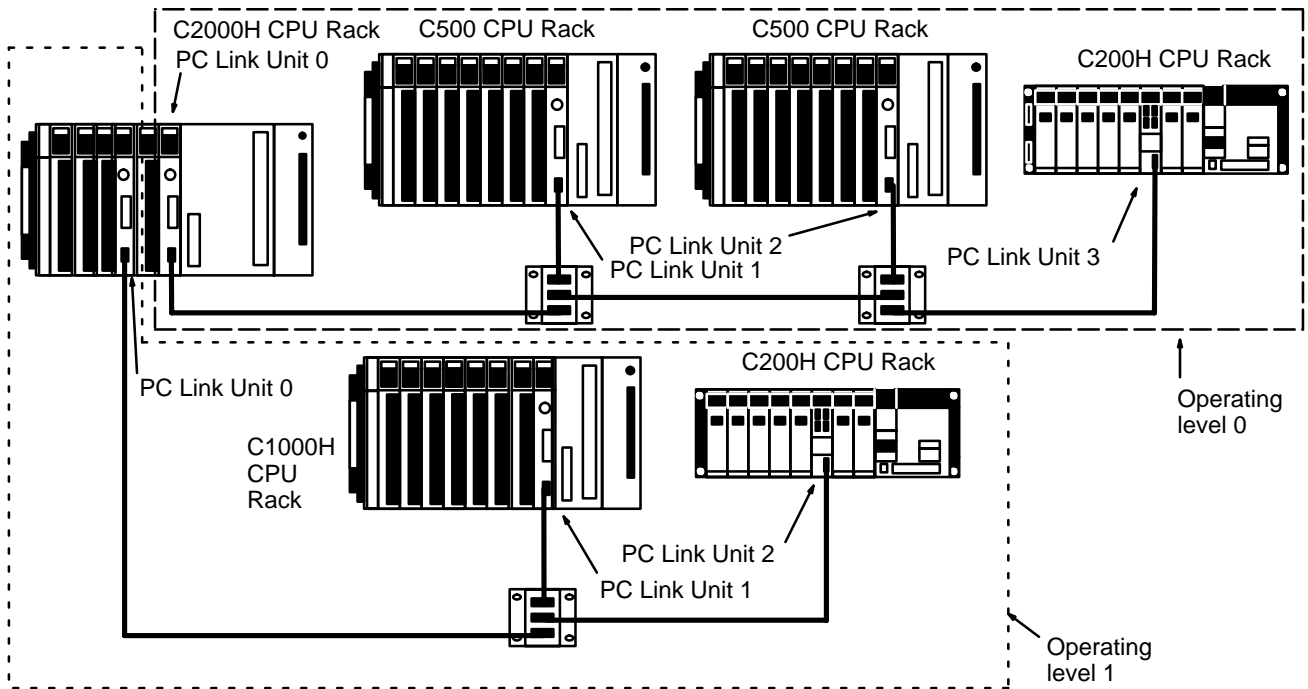 C2000H CPU Rack
PC Link Unit 0
C500 CPU Rack
C500 CPU Rack
C200H CPU Rack
PC Link Unit 2
PC Link Unit 1
PC Link Unit 3
PC Link Unit 0
C200H CPU Rack
Operating
level 0
C1000H
CPU
Rack
PC Link Unit 2
PC Link Unit 1
Operating
level 1